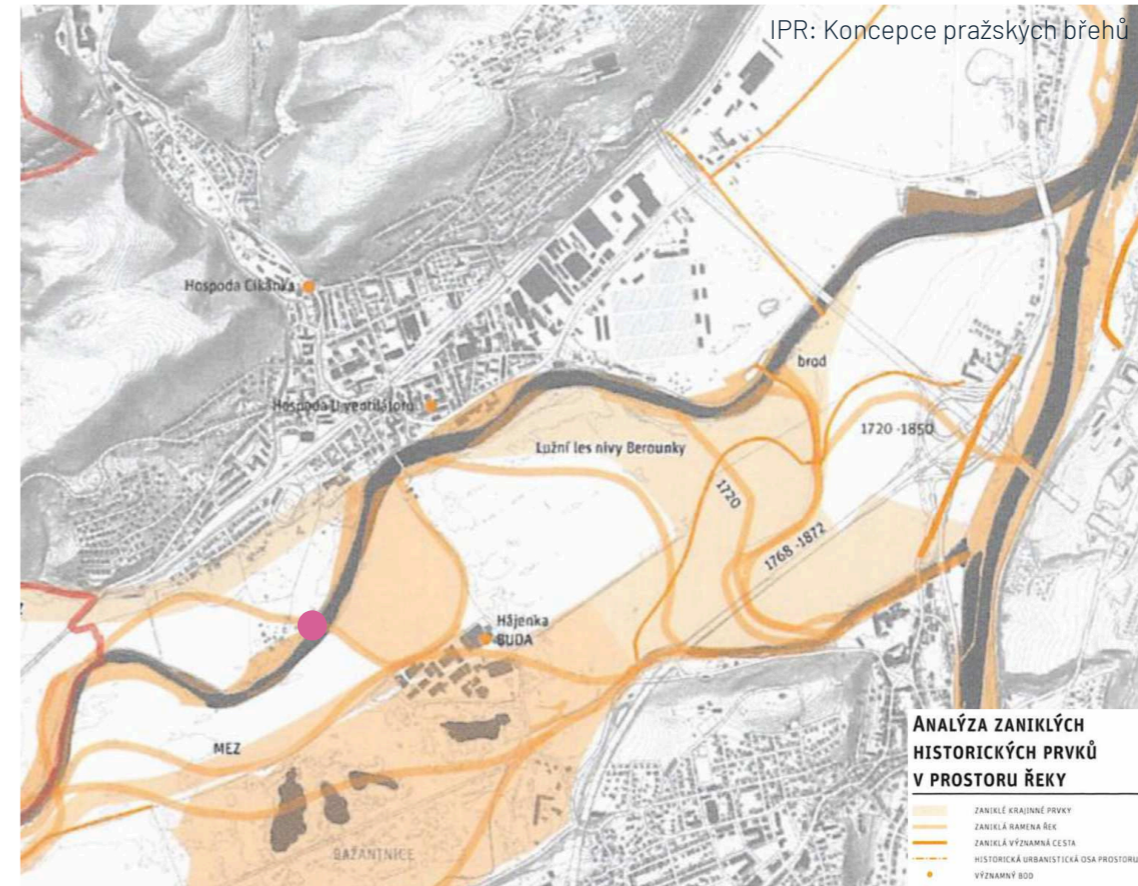 IPR: Koncepce pražských břehů
Hospoda Cikánka
brod
Hospoda U ventilátoru
1720 -1850
Lužní les nivy Berounky
1720
1768 -1872
Hájenka
BUDA
MEZ
BAŽANTNICE
ANALÝZA ZANIKLÝCH
HISTORICKÝCH PRVKŮ
V PROSTORU ŘEKY
ZANIKLÉ KRAJINNÉ PRVKY
ZANIKLÁ RAMENA ŘEK
ZANIKLÁ VÝZNAMNÁ CESTA
HISTORICKÁ URBANISTICKÁ OSA PROSTORU
VÝZNAMNÝ BOD